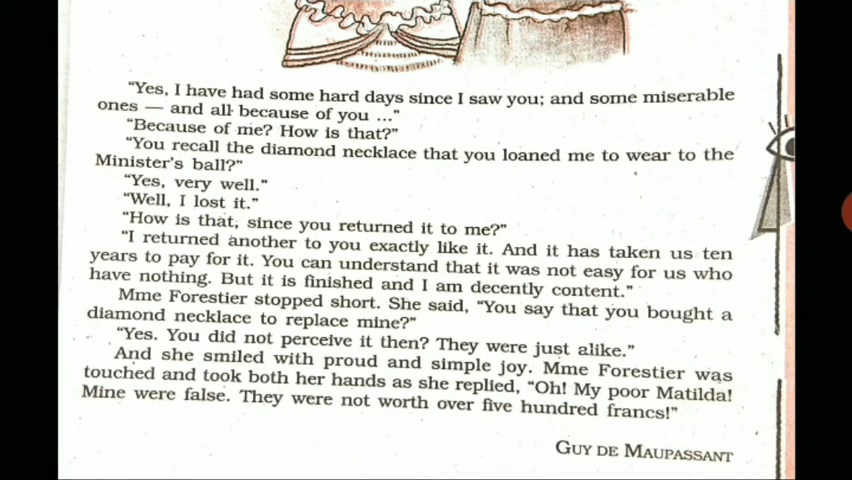 “Yes, I have had some hard days since I saw you; and some miserable
ones — and all because of you ...”
“Because of me? How is that?”
“You recall the diamond necklace that you loaned me to wear to the
Minister’s ball?”
“Yes, very well.”
“Well, I lost it.”
“How is that, since you returned it to me?”
“I returned another to you exactly like it. And it has taken us ten
years to pay for it. You can understand that it was not easy for us who
have nothing. But it is finished and I am decently content.”
Mme Forestier stopped short. She said, “You say that you bought a
diamond necklace to replace mine?”
“Yes. You did not perceive it then? They were just alike.”
And she smiled with proud and simple joy. Mme Forestier was
touched and took both her hands as she replied, “Oh! My poor Matilda!
Mine were false. They were not worth over five hundred francs!”
GUY DE MAUPASSANT